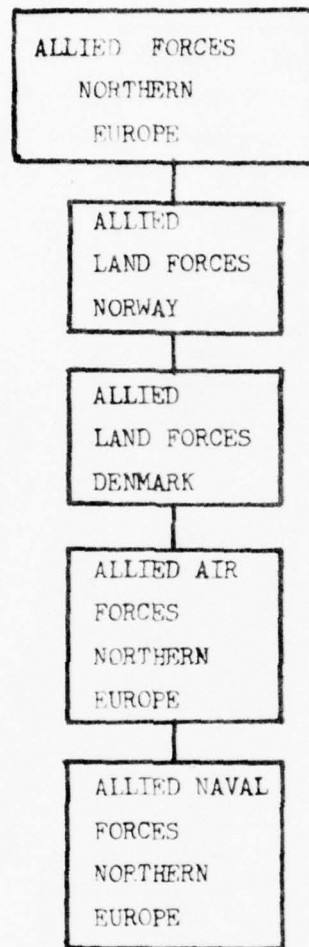 ALLIED FORCES
NORTHERN
EUROPE
ALLIED
LAND FORCES
NORWAY
ALLIED
LAND FORCES
DENMARK
ALLIED AIR
FORCES
NORTHERN
EUROPE
ALLIED NAVAL
FORCES
NORTHERN
EUROPE